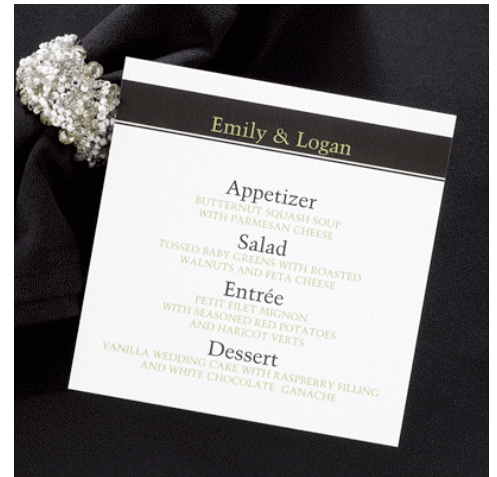 Emily & Logan
Appetizer
BUTTERNUT SQUASH SOUP
WITH PARMESAN CHEESE
Salad
TOSSED BABY GREENS WITH ROASTED
WALNUTS AND FETA CHEESE
Entrée
PETIT FILET MIGNON
WITH SEASONED RED POTATOES
AND HARICOT VERTS
Dessert
VANILLA WEDDING CAKE WITH RASPBERRY FILLING
AND WHITE CHOCOLATE GANACHE